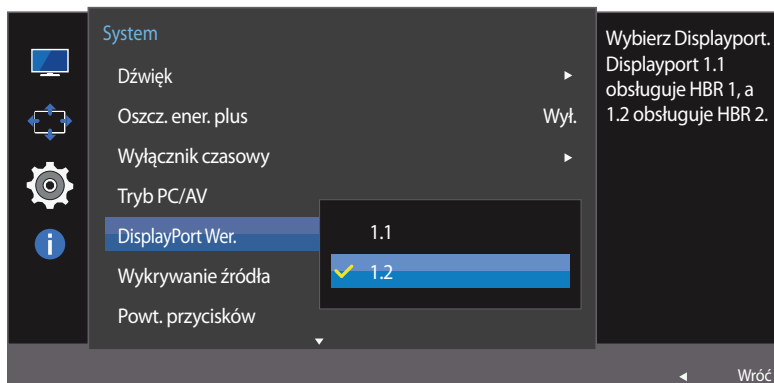 System
Dźwięk
Oszcz. ener. plus Wył.
Wyłącznik czasowy
Tryb PC/AV
DisplayPort Wer.
1.1
1.2
Wykrywanie źródła
Powt. przycisków
Wybierz Displayport.
Displayport 1.1
obsługuje HBR 1, a
1.2 obsługuje HBR 2.
Wróć